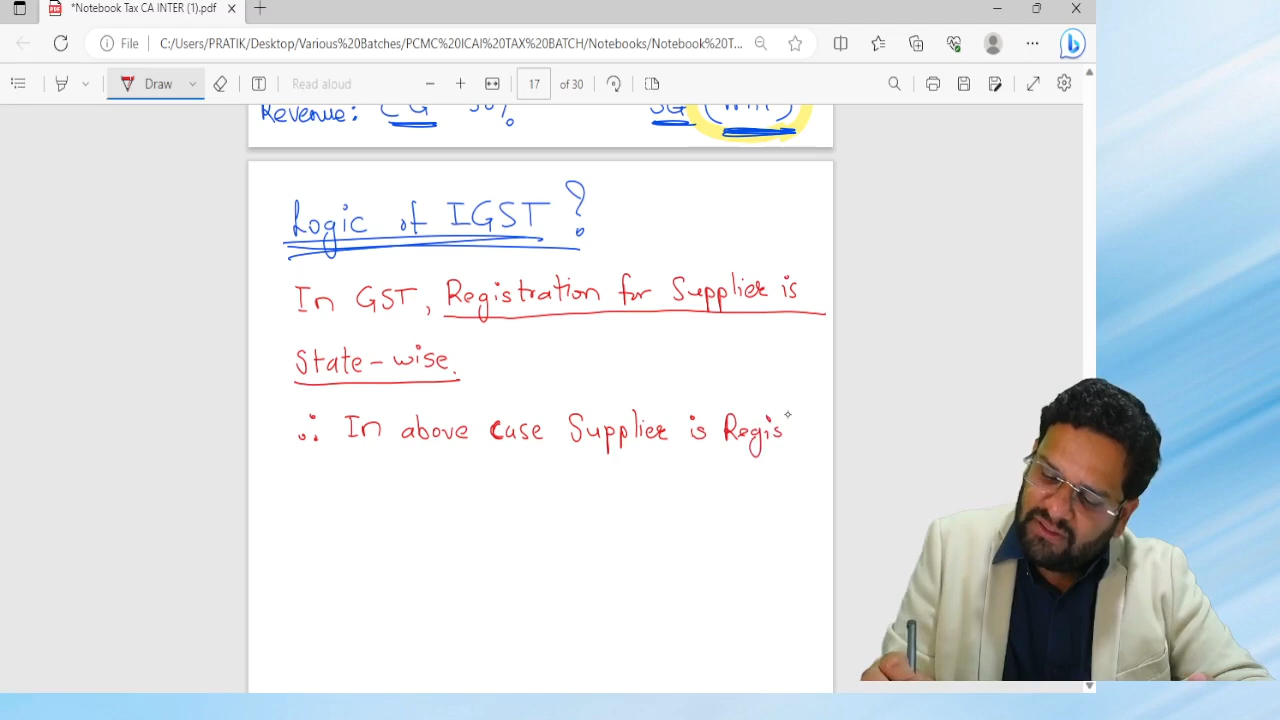 *Notebook Tax CA INTER (1).pdf
File C:/Users/PRATIK/Desktop/Various%20Batches/PCMC%20ICAI%20TAX%20BATCH/Notebooks/Notebook%20T...
Draw Read aloud 17 of 30
Revenue: CG 50% SG
Logic of IGST?
In GST, Registration for Supplier is
State-wise.
∴ In above case Supplier is Regis